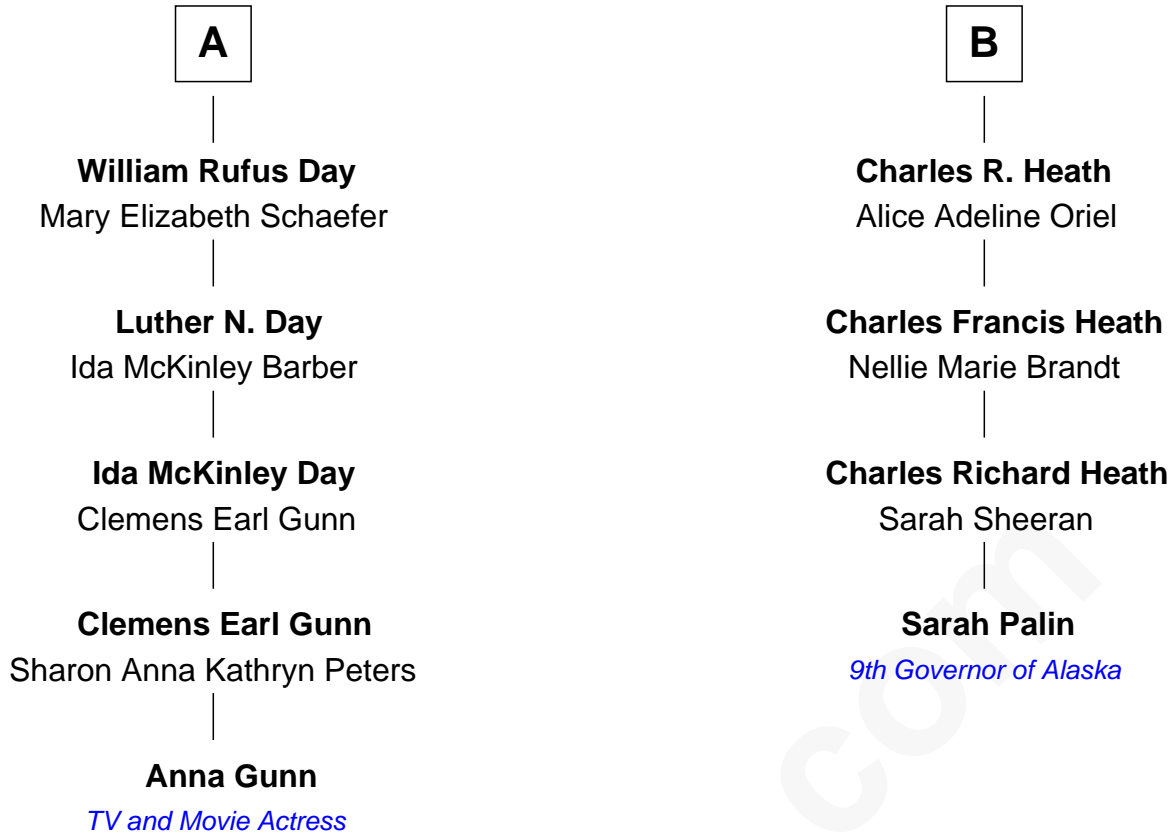 A
William Rufus Day
Mary Elizabeth Schaefer
Luther N. Day
Ida McKinley Barber
Ida McKinley Day
Clemens Earl Gunn
Clemens Earl Gunn
Sharon Anna Kathryn Peters
Anna Gunn
TV and Movie Actress
B
Charles R. Heath
Alice Adeline Oriel
Charles Francis Heath
Nellie Marie Brandt
Charles Richard Heath
Sarah Sheeran
Sarah Palin
9th Governor of Alaska
com